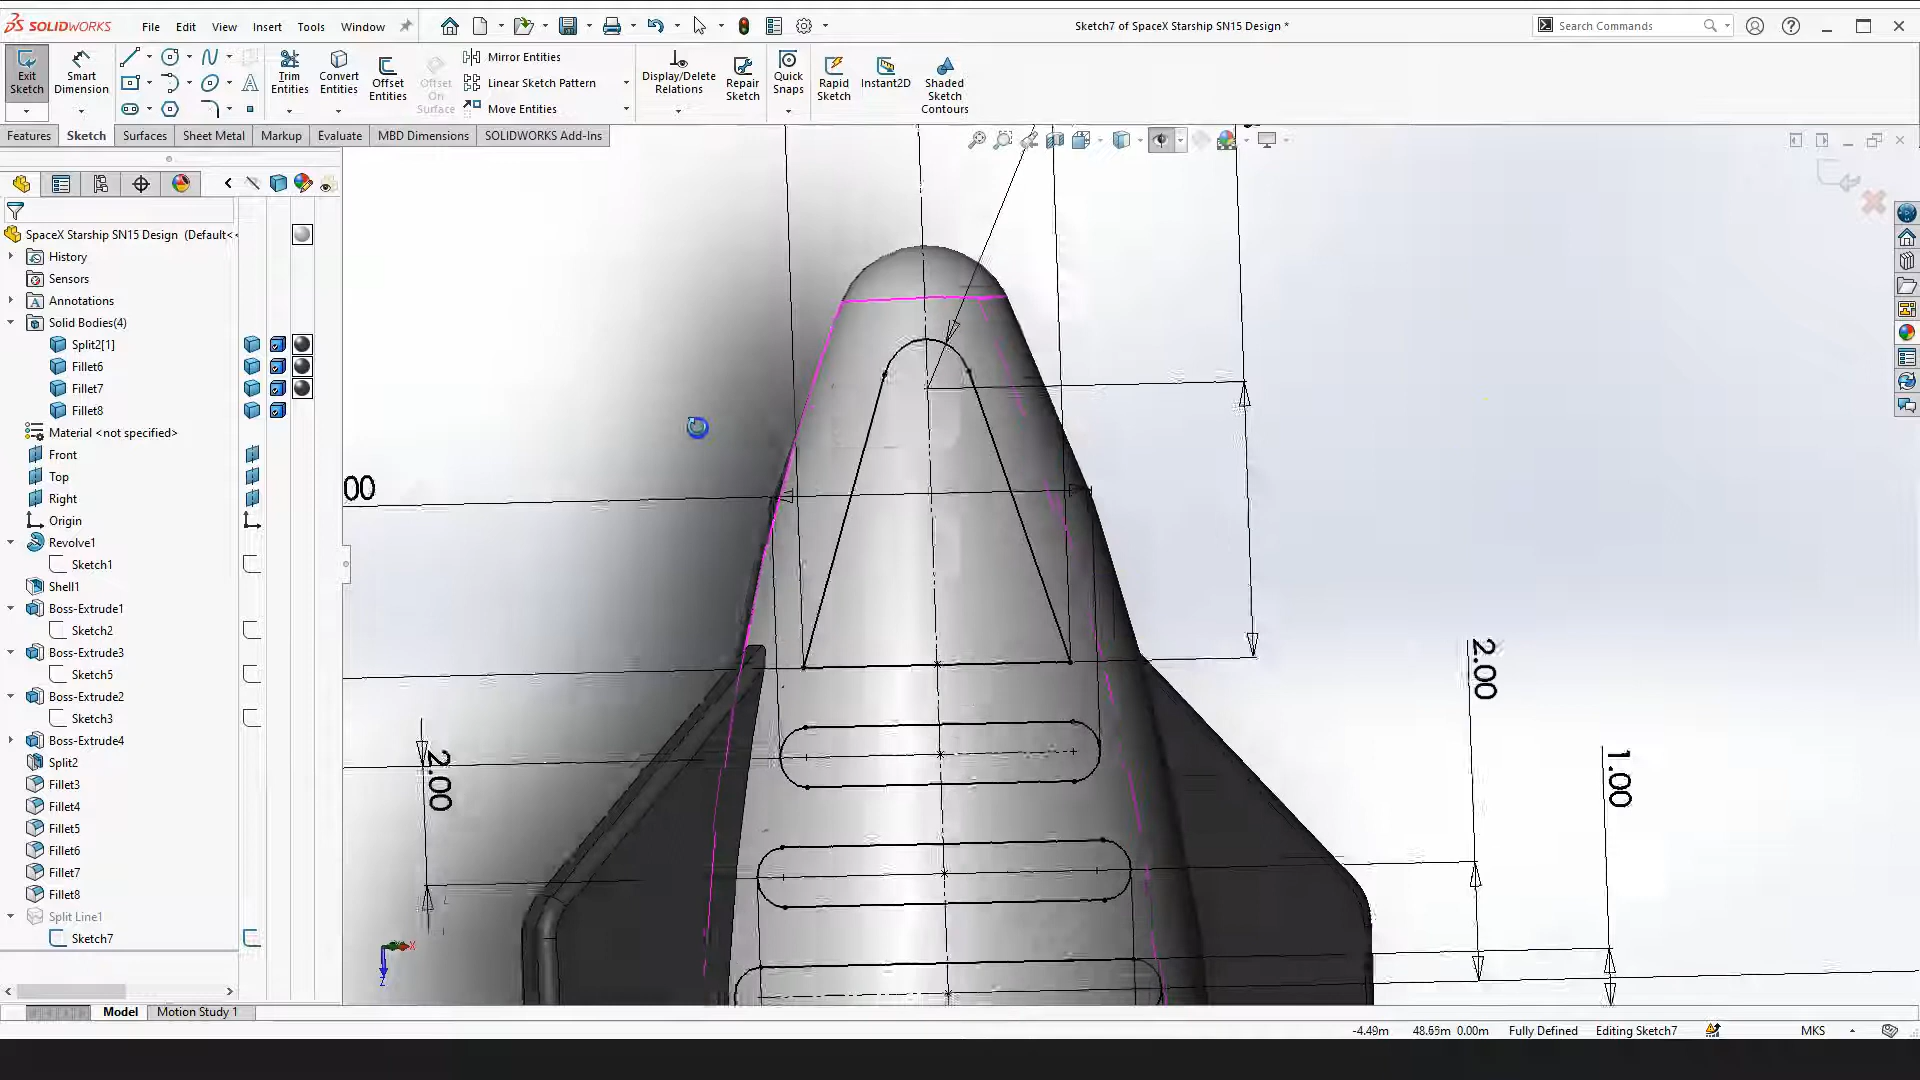 SOLIDWORKS File Edit View Insert Tools Window Sketch7 of SpaceX Starship SN15 Design * Search Commands
Exit Sketch
Smart Dimension
A
Trim Entities
Convert Entities
Offset Entities
Offset On Surface
Mirror Entities
Linear Sketch Pattern
Move Entities
Display/Delete Relations
Repair Sketch
Quick Snaps
Rapid Sketch
Instant2D
Shaded Sketch Contours
Features Sketch Surfaces Sheet Metal Markup Evaluate MBD Dimensions SOLIDWORKS Add-Ins
SpaceX Starship SN15 Design (Default<<
History
Sensors
Annotations
Solid Bodies(4)
Split2[1]
Fillet6
Fillet7
Fillet8
Material <not specified>
Front
Top
Right
Origin
Revolve1
Sketch1
Shell1
Boss-Extrude1
Sketch2
Boss-Extrude3
Sketch5
Boss-Extrude2
Sketch3
Boss-Extrude4
Split2
Fillet3
Fillet4
Fillet5
Fillet6
Fillet7
Fillet8
Split Line1
Sketch7
00
2.00
2.00
1.00
X
Z
Model Motion Study 1
-4.49m 48.69m 0.00m Fully Defined Editing Sketch7 MKS